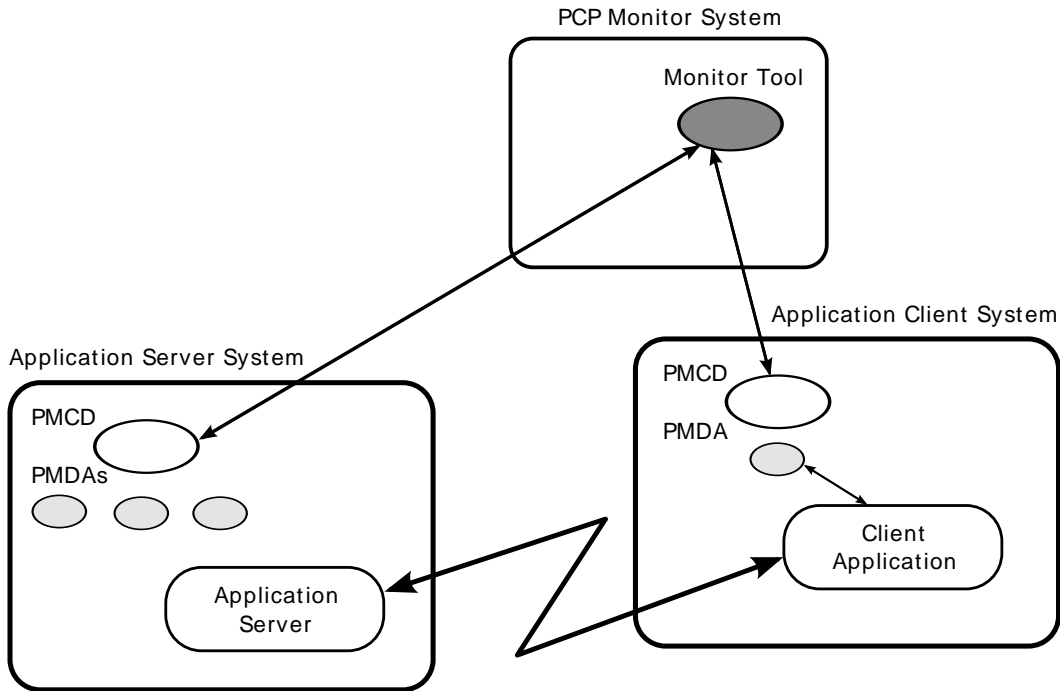 PCP Monitor System
Monitor Tool
Application Client System
Application Server System
PMCD
PMDA
Client
Application
PMCD
PMDAs
Application
Server